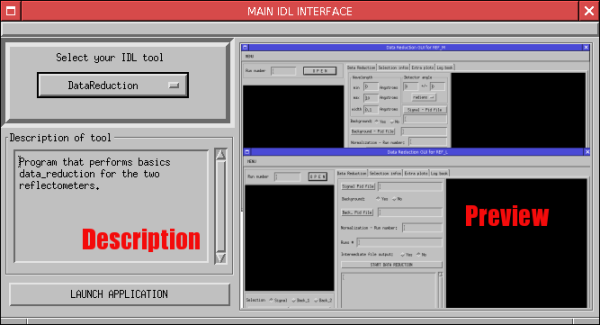 MAIN IDL INTERFACE
Select your IDL tool
DataReduction
Description of tool
Program that performs basics
data_reduction for the two
reflectometers.
Description
LAUNCH APPLICATION
Data Reduction GUI for REF_M
MENU
Run number
OPEN
Data Reduction Selection infos Extra plots Log book
Wavelength
Detector angle
min 0 Angstroms
0 +/- 0
max Angstroms
radians
width 0.1 Angstroms
Signal - Pid file
Background: Yes No
Background - Pid file
Normalization - Run number:
Data Reduction GUI for REF_L
MENU
Run number
OPEN
Data Reduction Selection infos Extra plots Log book
Signal Pid file
Background: Yes No
Back. Pid file
Normalization - Run number:
Runs #
Intermediate file output: Yes No
START DATA REDUCTION
Selection: Signal Back_1 Back_2
Preview